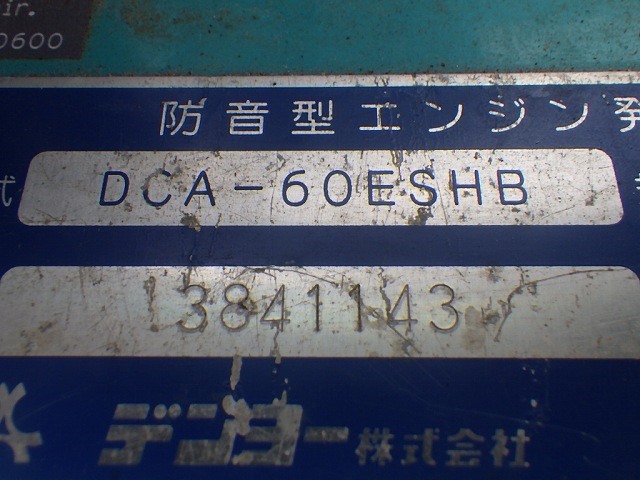 ir.
0600
防音型エンジン発
式 DCA-60ESHB
3841143
デンヨー株式会社